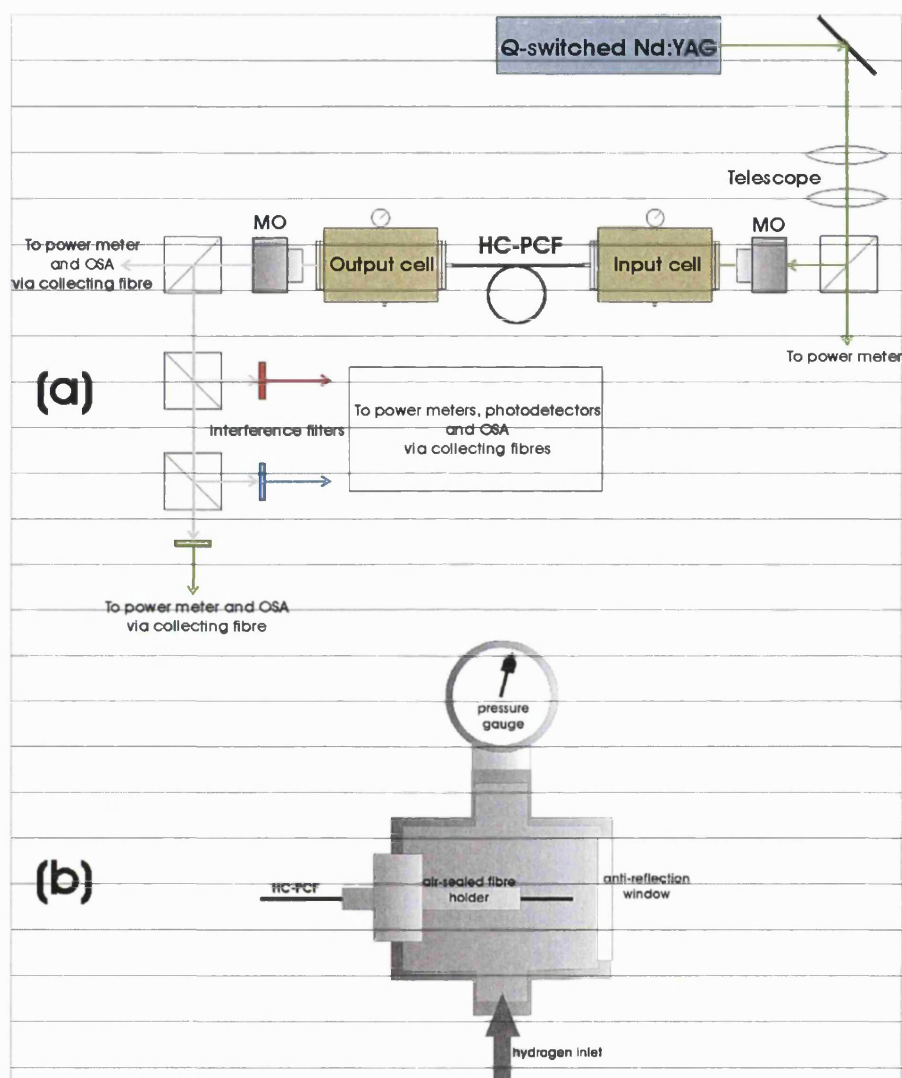 Q-switched Nd:YAG
Telescope
MO
HC-PCF
MO
To power meter
and OSA
via collecting fibre
Output cell
Input cell
To power meter
(a)
To power meters, photodetectors
and OSA
via collecting fibres
Interference filters
To power meter and OSA
via collecting fibre
pressure
gauge
(b)
HC-PCF
air-sealed fibre
holder
anti-reflection
window
hydrogen inlet